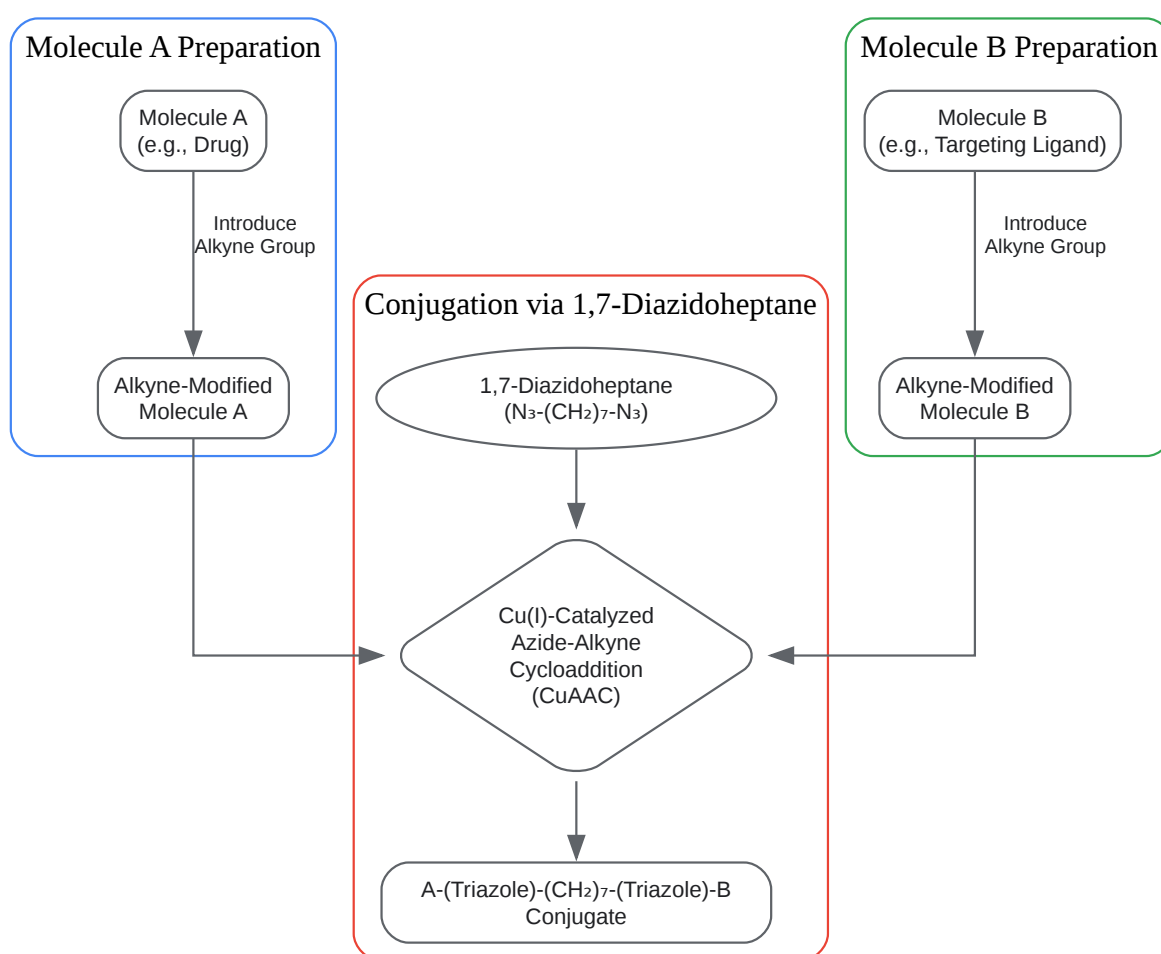 Molecule A Preparation
Molecule A
(e.g., Drug)
Introduce
Alkyne Group
Alkyne-Modified
Molecule A
Molecule B Preparation
Molecule B
(e.g., Targeting Ligand)
Introduce
Alkyne Group
Alkyne-Modified
Molecule B
Conjugation via 1,7-Diazidoheptane
1,7-Diazidoheptane
(N₃-(CH₂)₇-N₃)
Cu(I)-Catalyzed
Azide-Alkyne
Cycloaddition
(CuAAC)
A-(Triazole)-(CH₂)₇-(Triazole)-B
Conjugate